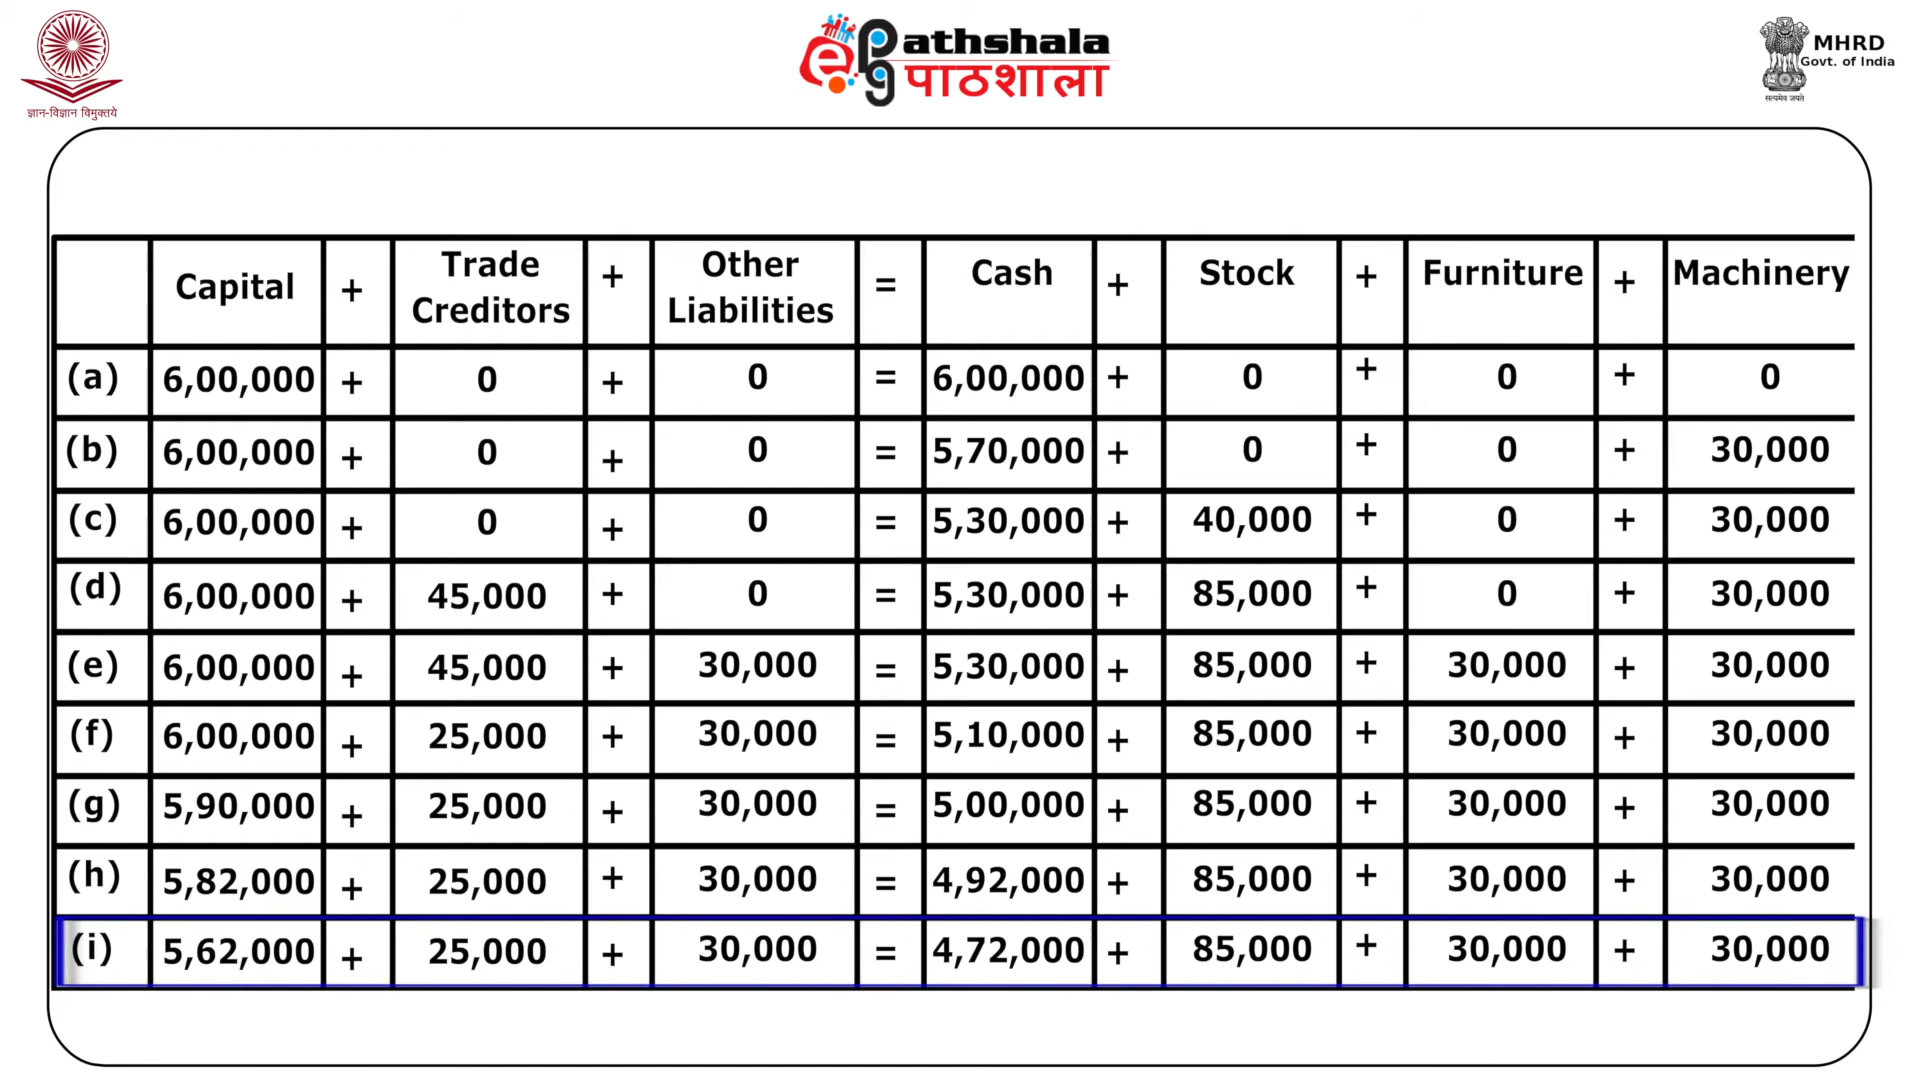 ज्ञान-विज्ञान विमुक्तये
e PG athshala
पाठशाला
MHRD
Govt. of India
सत्यमेव जयते
Capital + Trade Creditors + Other Liabilities = Cash + Stock + Furniture + Machinery
(a) 6,00,000 + 0 + 0 = 6,00,000 + 0 + 0 + 0
(b) 6,00,000 + 0 + 0 = 5,70,000 + 0 + 0 + 30,000
(c) 6,00,000 + 0 + 0 = 5,30,000 + 40,000 + 0 + 30,000
(d) 6,00,000 + 45,000 + 0 = 5,30,000 + 85,000 + 0 + 30,000
(e) 6,00,000 + 45,000 + 30,000 = 5,30,000 + 85,000 + 30,000 + 30,000
(f) 6,00,000 + 25,000 + 30,000 = 5,10,000 + 85,000 + 30,000 + 30,000
(g) 5,90,000 + 25,000 + 30,000 = 5,00,000 + 85,000 + 30,000 + 30,000
(h) 5,82,000 + 25,000 + 30,000 = 4,92,000 + 85,000 + 30,000 + 30,000
(i) 5,62,000 + 25,000 + 30,000 = 4,72,000 + 85,000 + 30,000 + 30,000